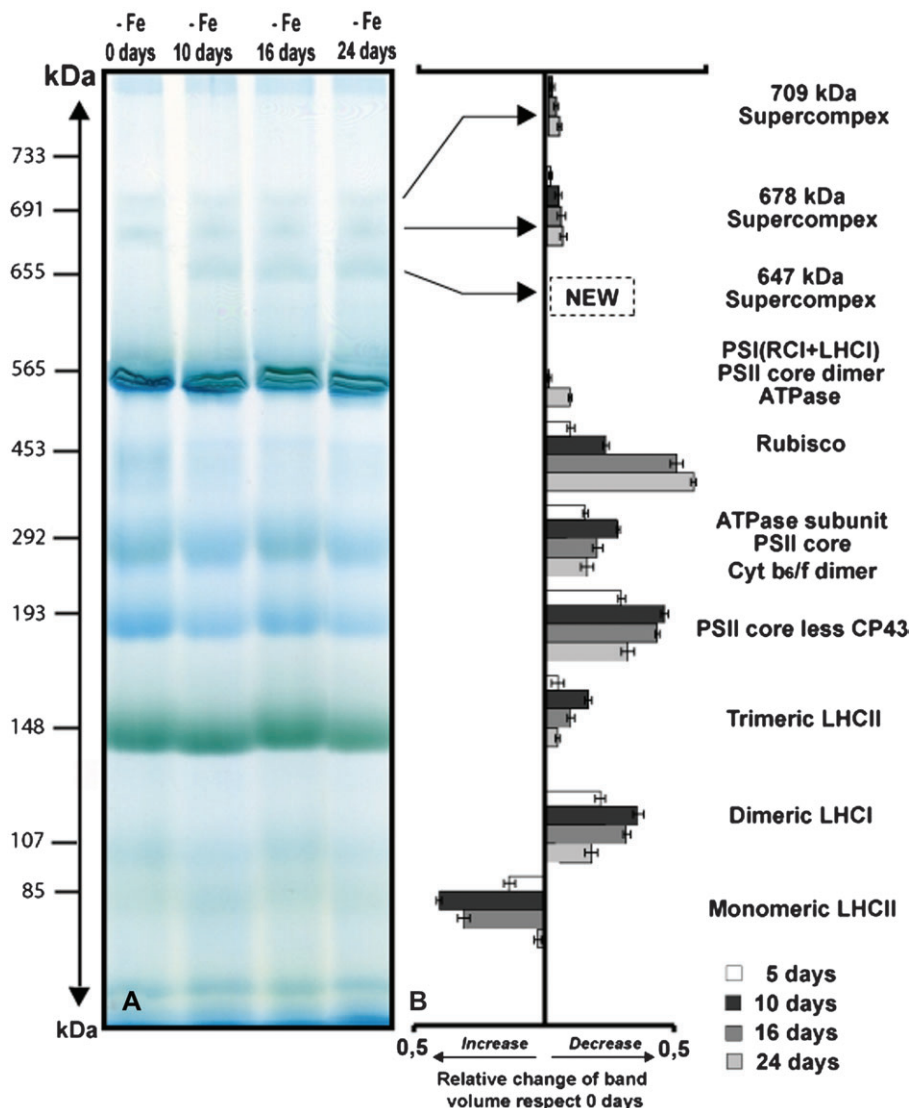 - Fe - Fe - Fe - Fe
0 days 10 days 16 days 24 days
kDa
733
691
655
565
453
292
193
148
107
85
kDa
A
B
709 kDa
Supercompex
678 kDa
Supercompex
647 kDa
Supercompex
NEW
PSI(RCI+LHCI)
PSII core dimer
ATPase
Rubisco
ATPase subunit
PSII core
Cyt b₆/f dimer
PSII core less CP43
Trimeric LHCII
Dimeric LHCI
Monomeric LHCII
5 days
10 days
16 days
24 days
0,5 Increase Decrease 0,5
Relative change of band
volume respect 0 days